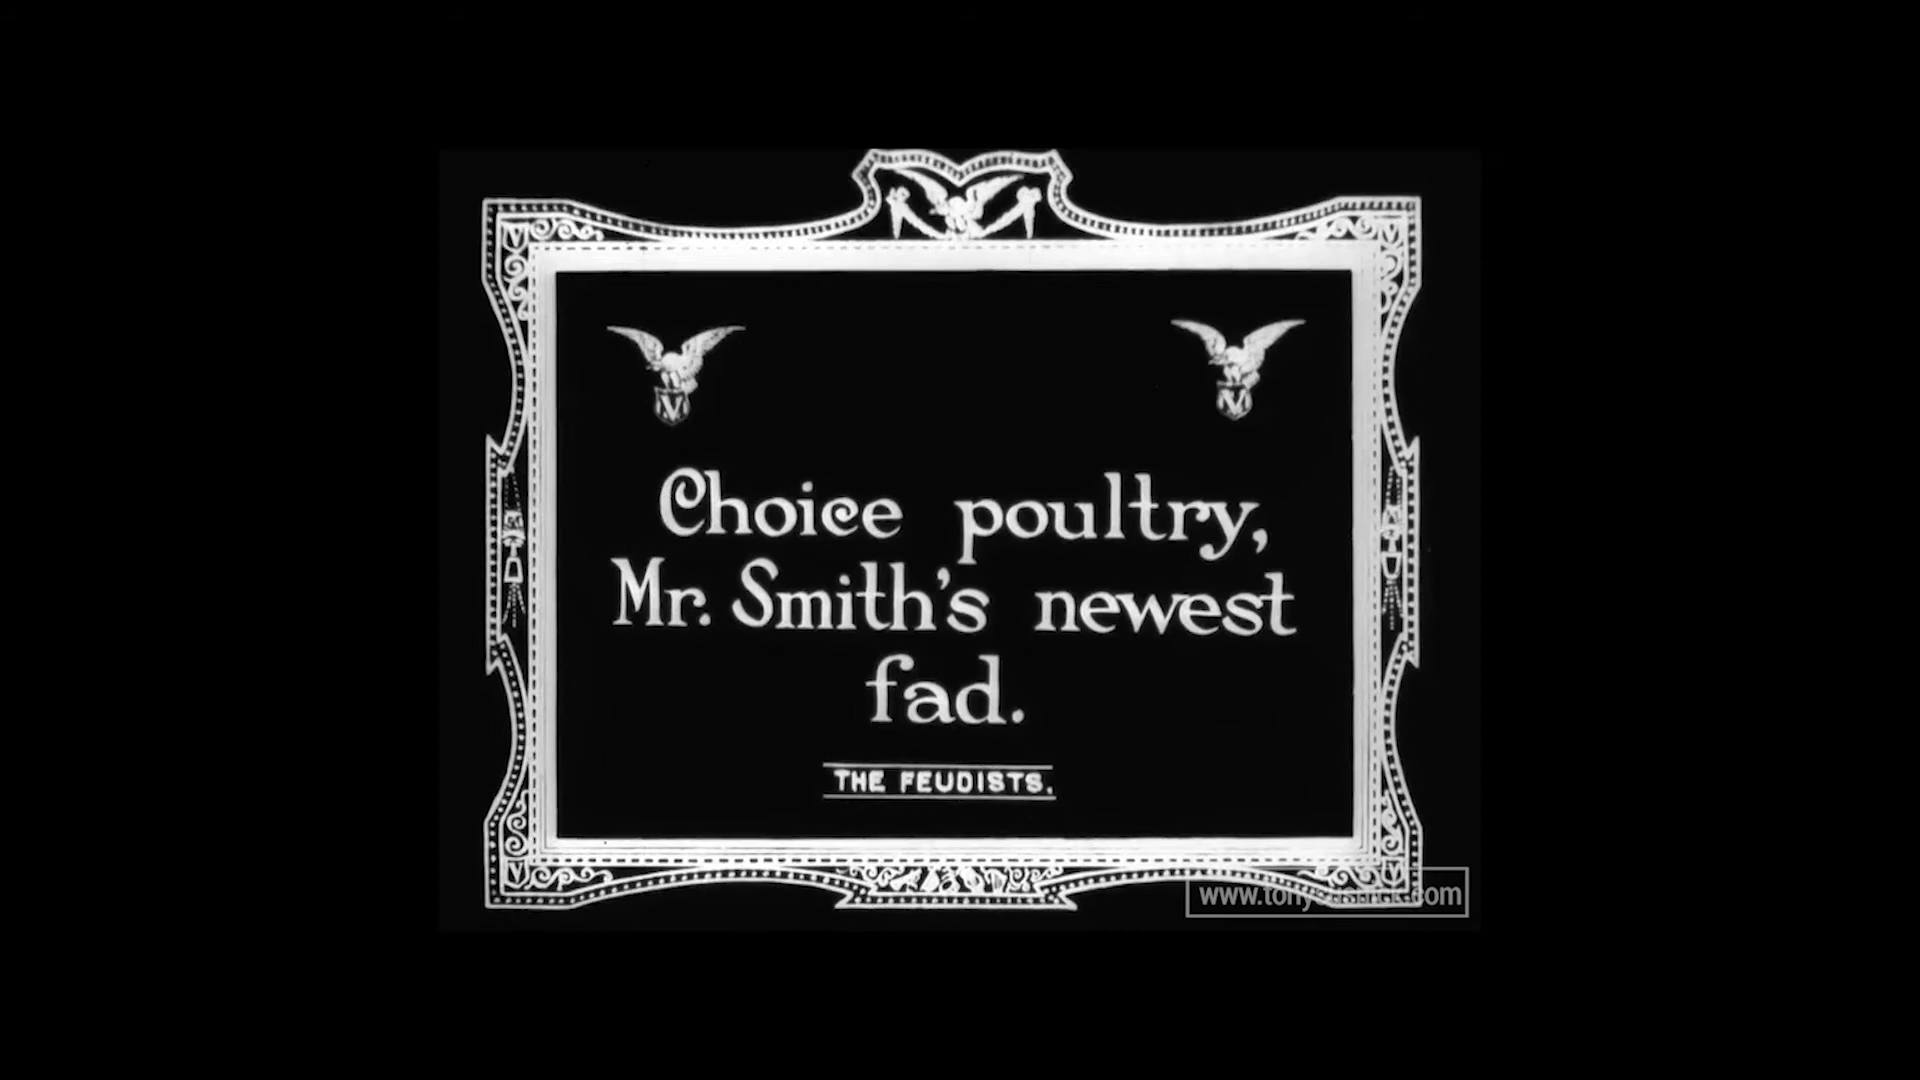 Choice poultry,
Mr. Smith's newest
fad.
THE FEUDISTS.